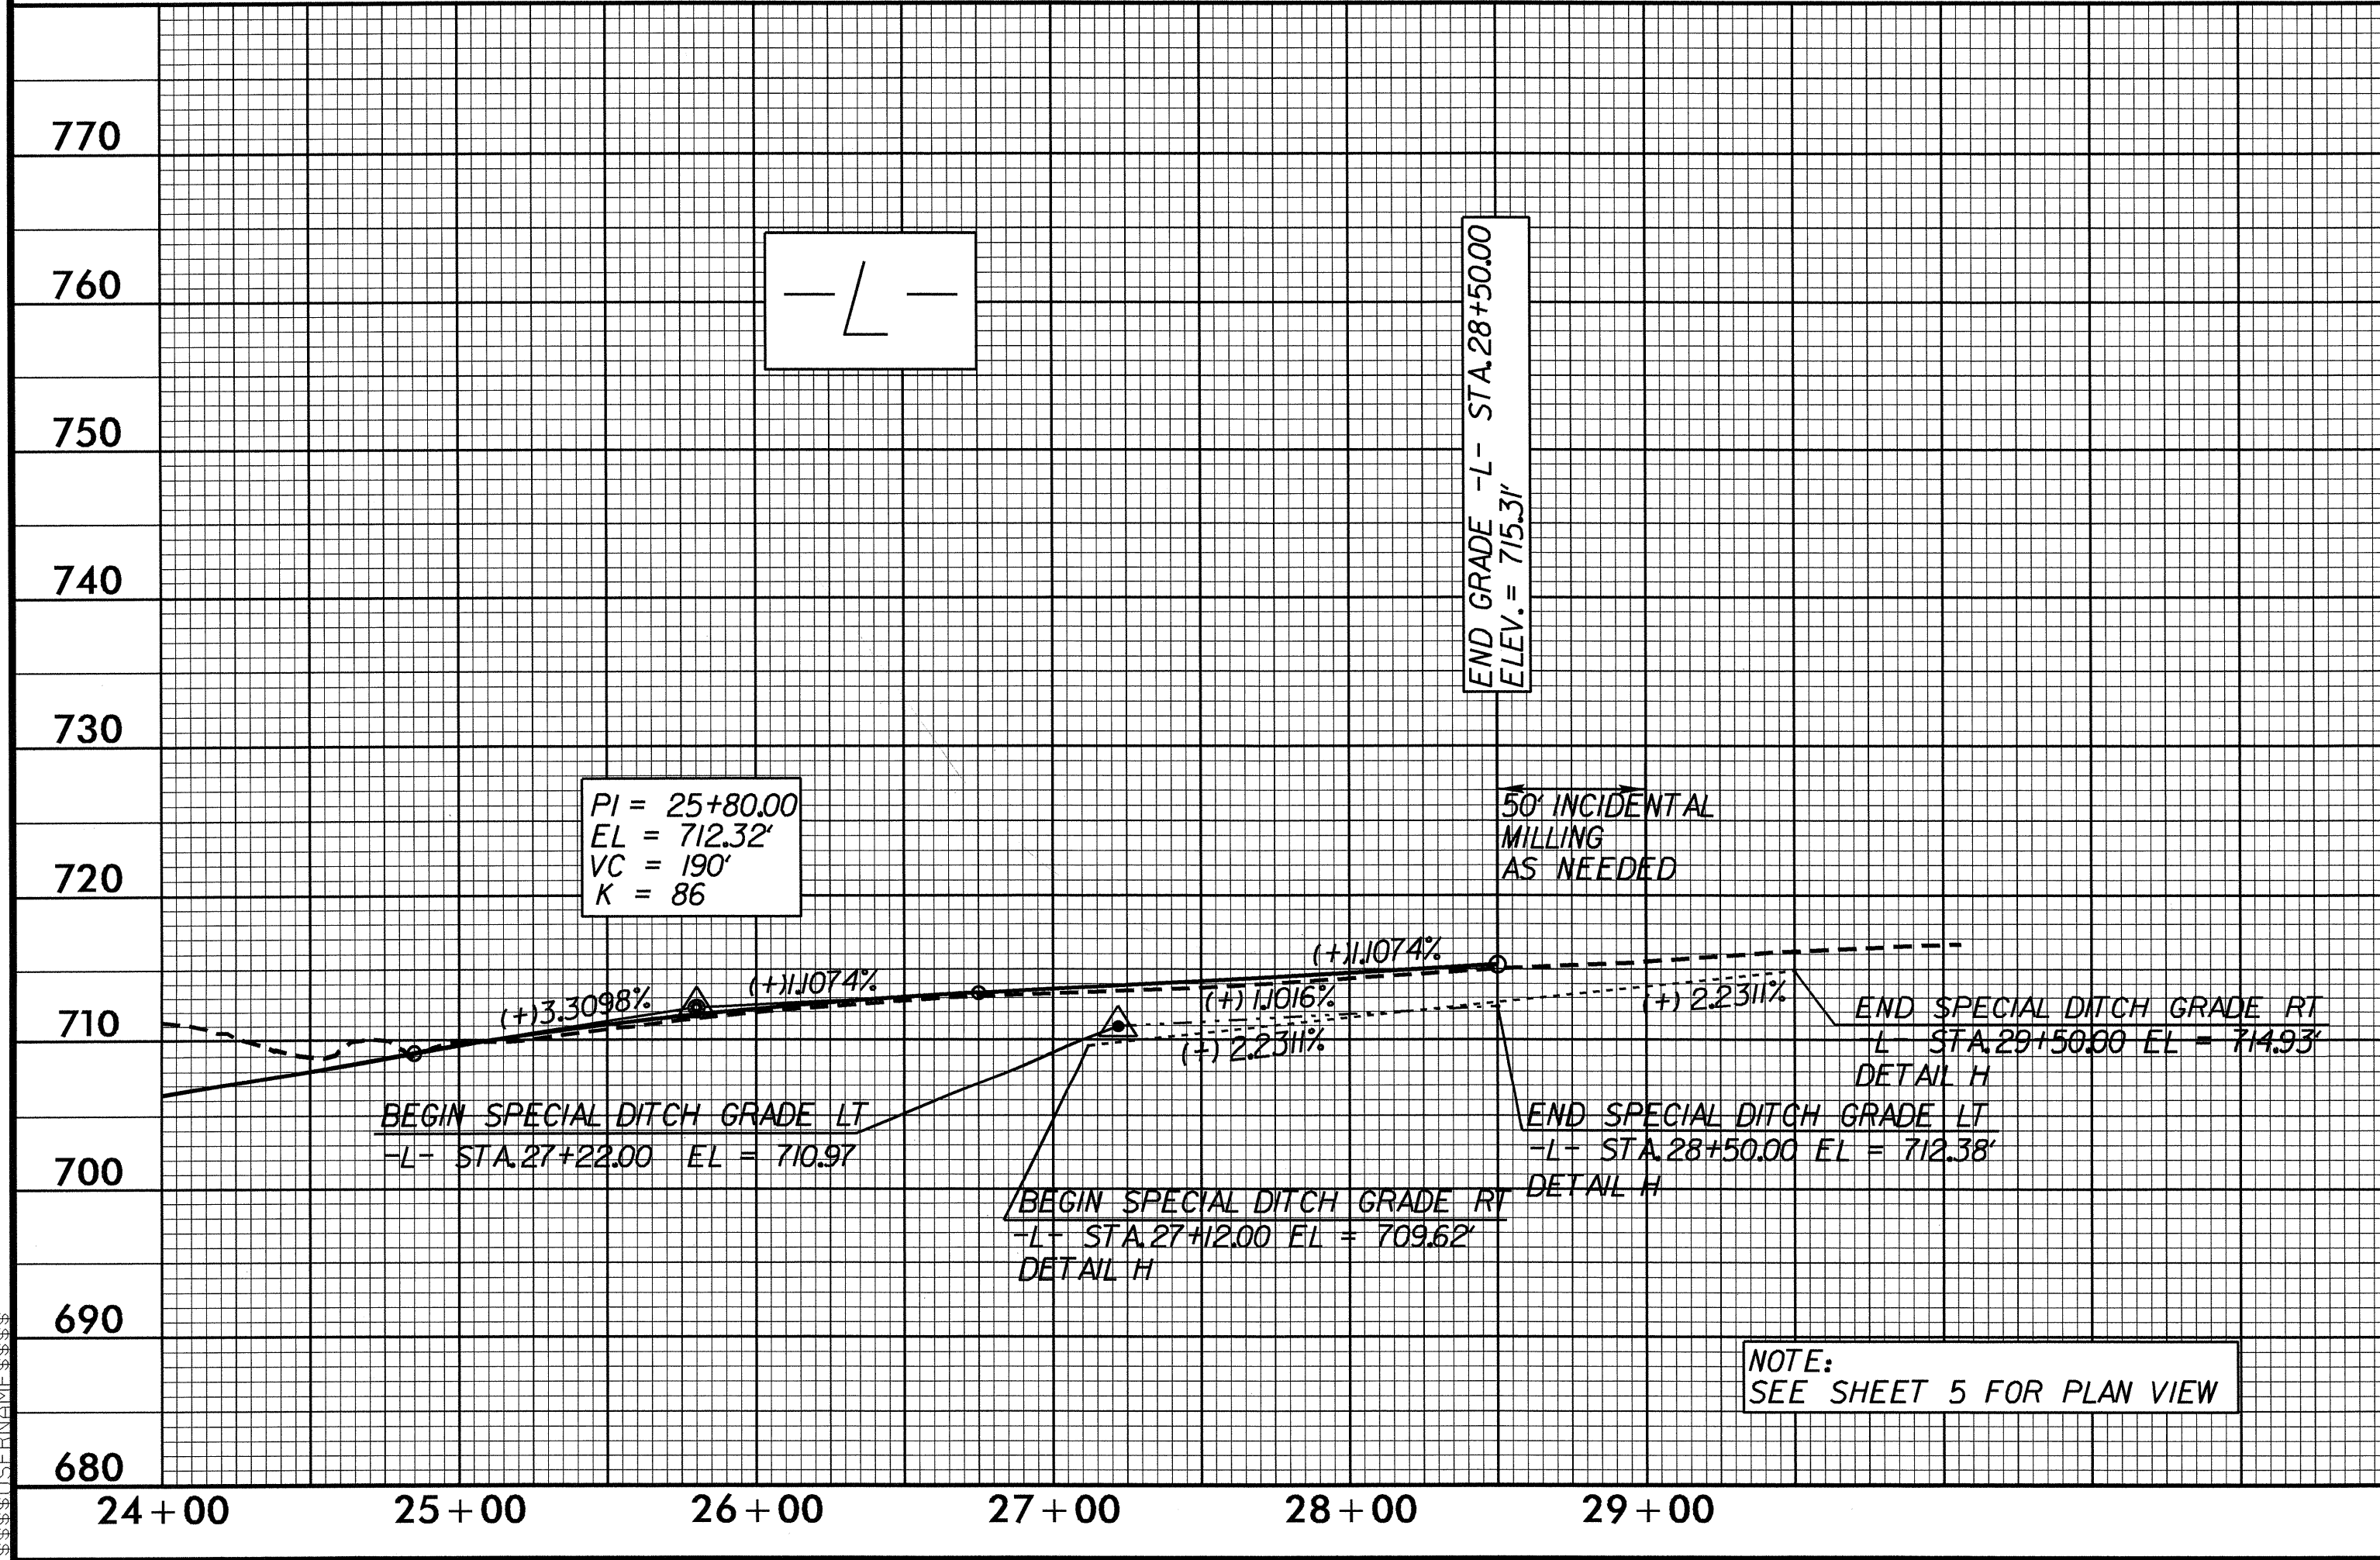 770
760
750
740
730
720
710
700
690
680
24+00
25+00
26+00
27+00
28+00
29+00
-L-
END GRADE -L- STA.28+50.00
ELEV.= 715.31'
PI = 25+80.00
EL = 712.32'
VC = 190'
K = 86
50' INCIDENTAL
MILLING
AS NEEDED
(+)3.3098%
(+)1.1074%
(+)1.1074%
(+) 1.1016%
(+) 2.2311%
(+) 2.2311%
BEGIN SPECIAL DITCH GRADE LT
-L- STA.27+22.00 EL = 710.97
BEGIN SPECIAL DITCH GRADE RT
-L- STA.27+12.00 EL = 709.62'
DETAIL H
END SPECIAL DITCH GRADE LT
-L- STA.28+50.00 EL = 712.38'
DETAIL H
END SPECIAL DITCH GRADE RT
-L- STA.29+50.00 EL = 714.93'
DETAIL H
NOTE:
SEE SHEET 5 FOR PLAN VIEW